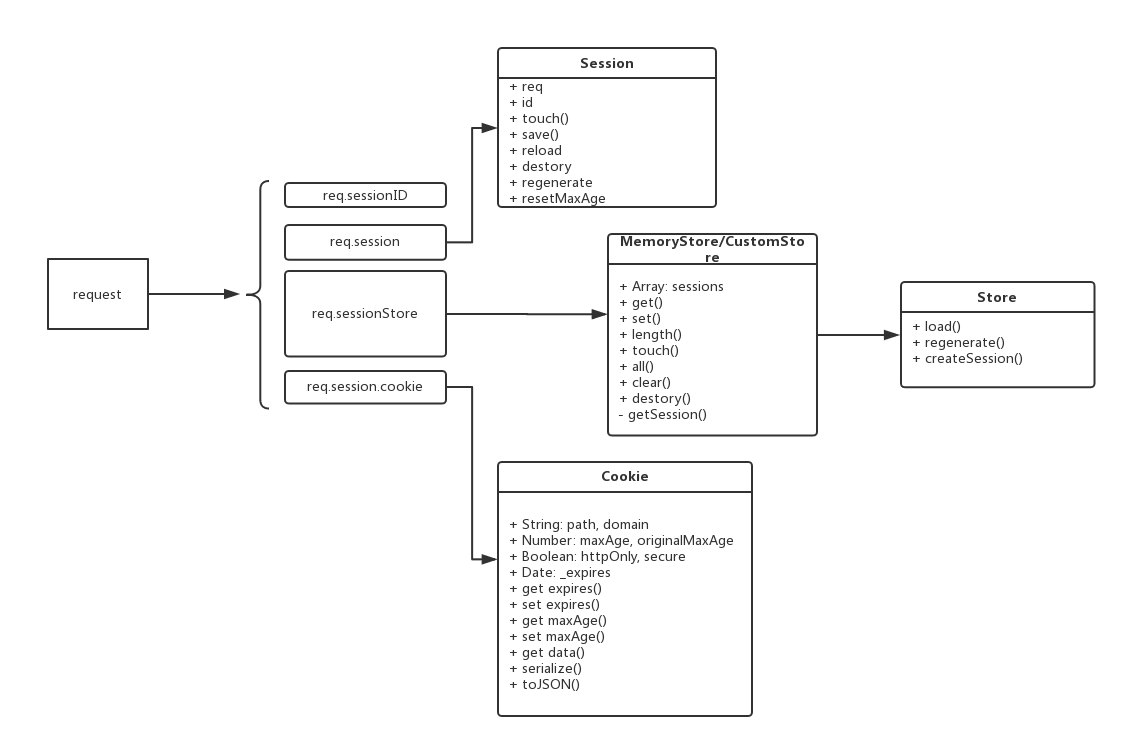 request
req.sessionID
req.session
req.sessionStore
req.session.cookie
Session
+ req
+ id
+ touch()
+ save()
+ reload
+ destory
+ regenerate
+ resetMaxAge
MemoryStore/CustomSto
re
+ Array: sessions
+ get()
+ set()
+ length()
+ touch()
+ all()
+ clear()
+ destory()
- getSession()
Store
+ load()
+ regenerate()
+ createSession()
Cookie
+ String: path, domain
+ Number: maxAge, originalMaxAge
+ Boolean: httpOnly, secure
+ Date: _expires
+ get expires()
+ set expires()
+ get maxAge()
+ set maxAge()
+ get data()
+ serialize()
+ toJSON()